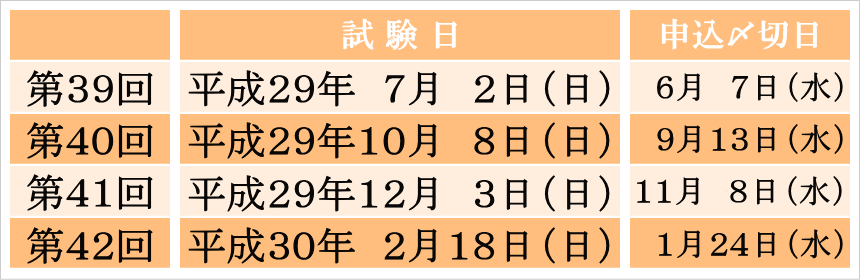 試験日 申込〆切日
第39回 平成29年 7月 2日(日) 6月 7日(水)
第40回 平成29年10月 8日(日) 9月13日(水)
第41回 平成29年12月 3日(日) 11月 8日(水)
第42回 平成30年 2月18日(日) 1月24日(水)